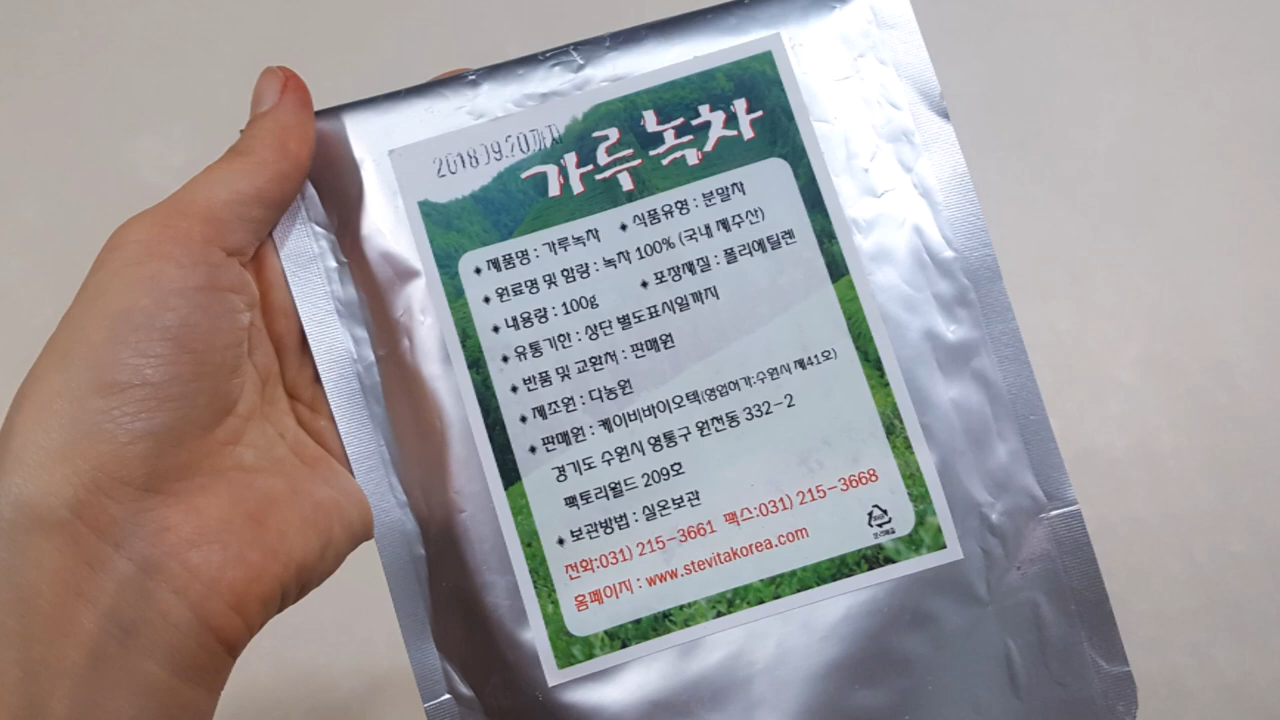 2018.09.20까지
가루녹차
◆ 제품명 : 가루녹차 ◆ 식품유형 : 분말차
◆ 원료명 및 함량 : 녹차 100% (국내 제주산)
◆ 내용량 : 100g ◆ 포장재질 : 폴리에틸렌
◆ 유통기한 : 상단 별도표시일까지
◆ 반품 및 교환처 : 판매원
◆ 제조원 : 다농원
◆ 판매원 : 케이비바이오텍(영업허가:수원시 제41호)
경기도 수원시 영통구 원천동 332-2
팩토리월드 209호
◆ 보관방법 : 실온보관
전화:031) 215-3661 팩스:031) 215-3668
홈페이지 : www.stevitakorea.com